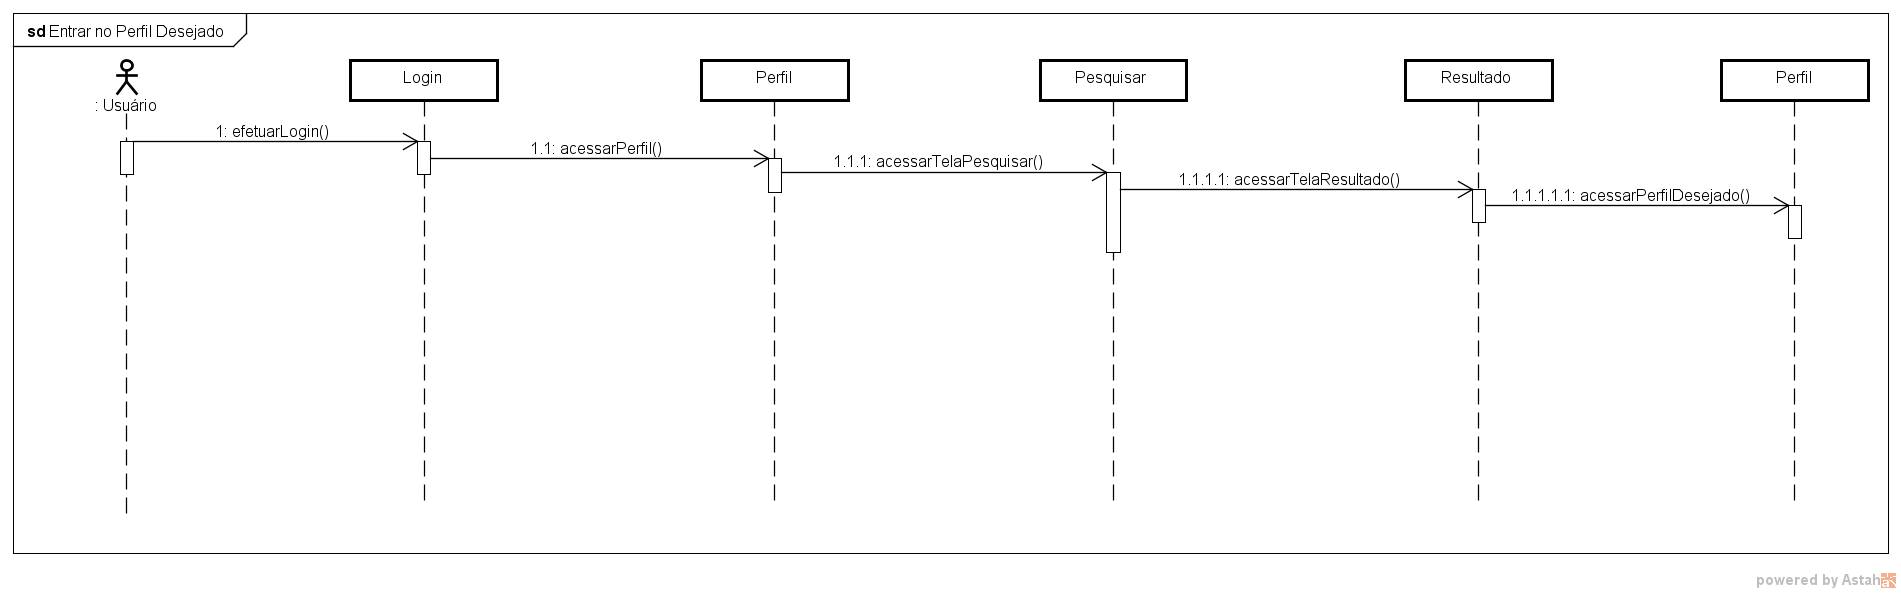 sd Entrar no Perfil Desejado
: Usuário
Login
Perfil
Pesquisar
Resultado
Perfil
1: efetuarLogin()
1.1: acessarPerfil()
1.1.1: acessarTelaPesquisar()
1.1.1.1: acessarTelaResultado()
1.1.1.1.1: acessarPerfilDesejado()
powered by Astah